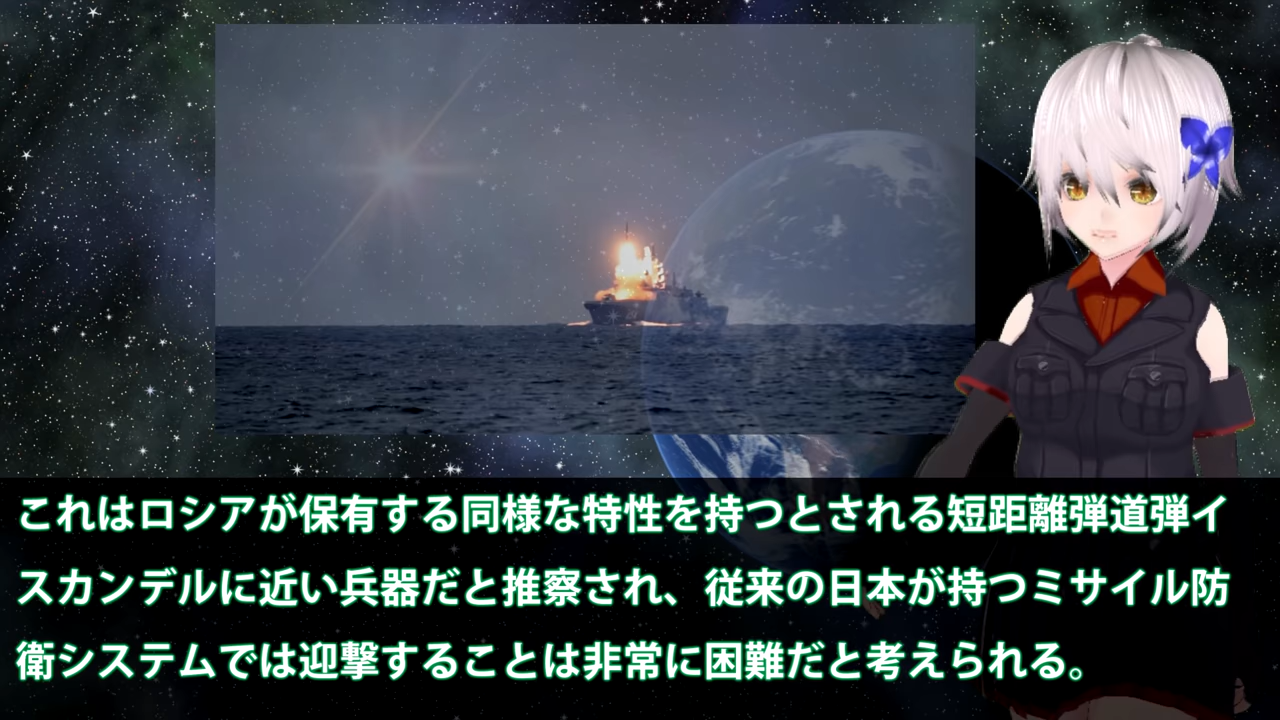 これはロシアが保有する同様な特性を持つとされる短距離弾道弾イ
スカンデルに近い兵器だと推察され、従来の日本が持つミサイル防
衛システムでは迎撃することは非常に困難だと考えられる。